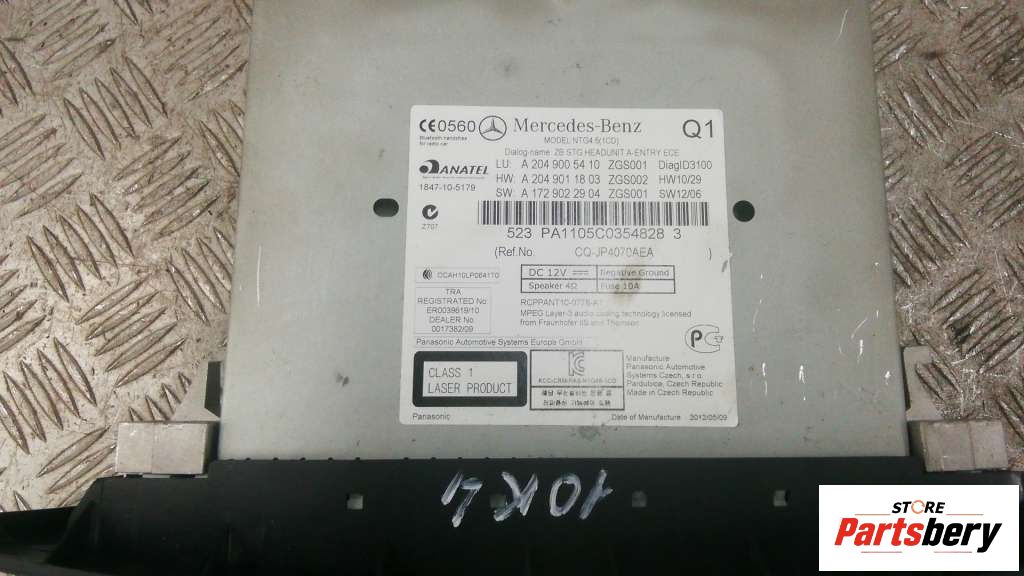 CE0560
Bluetooth handsfree
for radio car
Mercedes-Benz
Q1
MODEL NTG4.5(1CD)
Dialog-name: ZB STG HEADUNIT A-ENTRY ECE
LU: A 204 900 54 10 ZGS001 DiagID3100
HW: A 204 901 18 03 ZGS002 HW10/29
SW: A 172 902 29 04 ZGS001 SW12/06
ANATEL
1847-10-5179
Z707
523 PA1105C0354828 3
(Ref.No. CQ-JP4070AEA )
DC 12V Negative Ground
Speaker 4Ω Fuse 10A
TRA
REGISTRATED No
ER0039619/10
DEALER No
0017382/09
MPEG Layer-3 audio coding technology licensed
from Fraunhofer IIS and Thomson
Panasonic Automotive Systems Europe GmbH
CLASS 1
LASER PRODUCT
Manufacture
Panasonic Automotive
Systems Czech, s.r.o.
Pardubice, Czech Republic
Made in Czech Republic
Panasonic
Date of Manufacture 2012/05/09
STORE
Partsbery